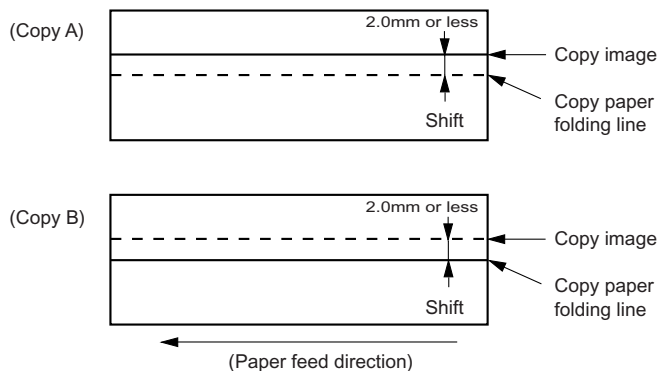 (Copy A)
2.0mm or less
Copy image
Copy paper
folding line
Shift
(Copy B)
2.0mm or less
Copy image
Copy paper
folding line
Shift
(Paper feed direction)